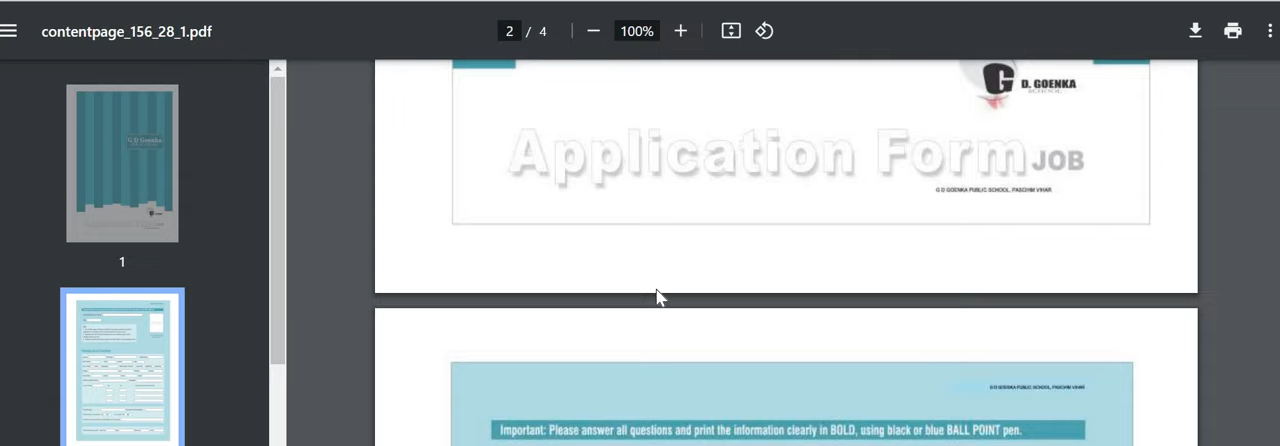 contentpage_156_28_1.pdf
2 / 4
100%
G D Goenka
1
G D. GOENKA
SCHOOL
Application Form JOB
G D GOENKA PUBLIC SCHOOL, PASCHIM VIHAR
G D GOENKA PUBLIC SCHOOL, PASCHIM VIHAR
Important: Please answer all questions and print the information clearly in BOLD, using black or blue BALL POINT pen.